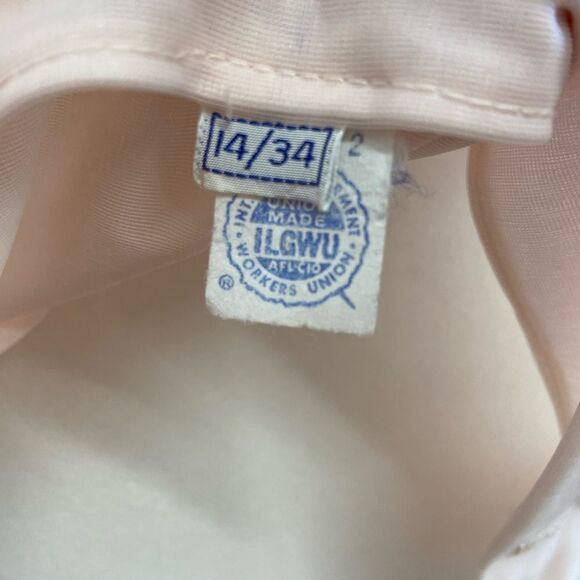 14/34
2
UNION
MADE
ILGWU
AFL-CIO
WORKERS UNION
®